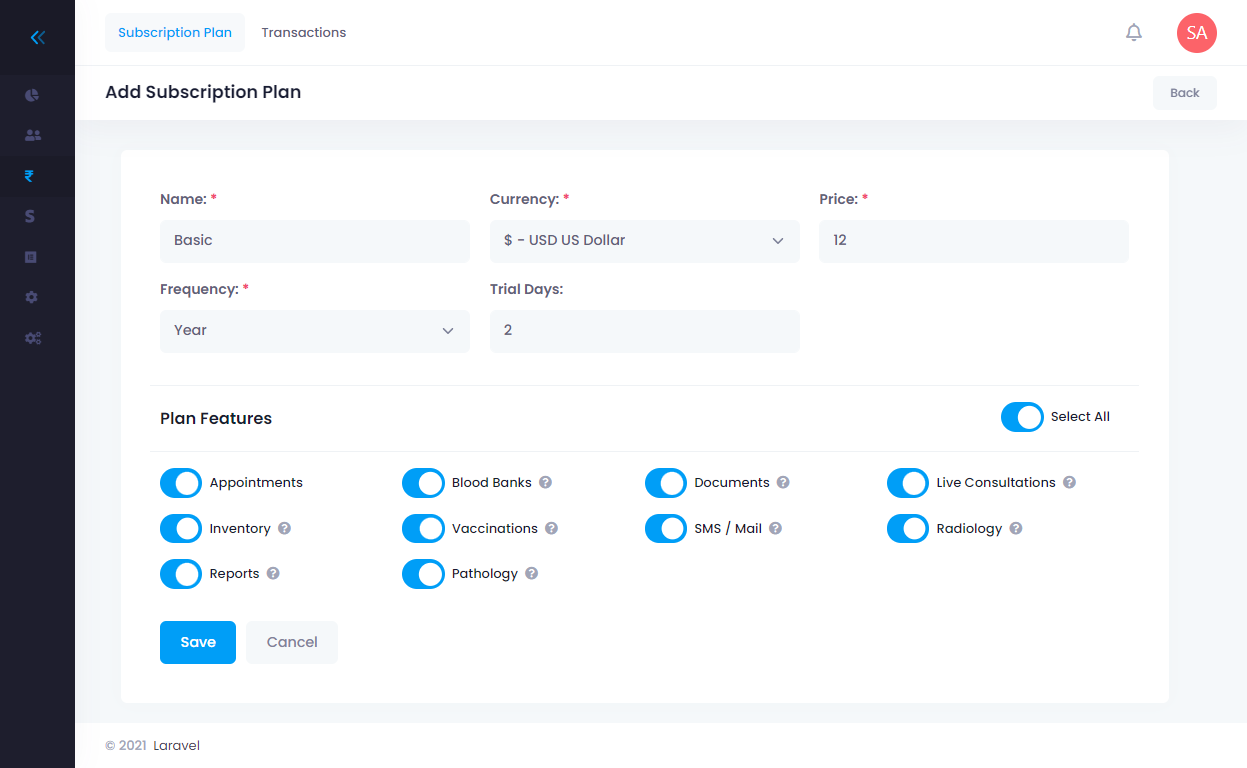 Subscription Plan Transactions SA
Add Subscription Plan Back
Name: * Currency: * Price: *
Basic $ - USD US Dollar 12
Frequency: * Trial Days:
Year 2
Plan Features Select All
Appointments Blood Banks ? Documents ? Live Consultations ?
Inventory ? Vaccinations ? SMS / Mail ? Radiology ?
Reports ? Pathology ?
Save Cancel
© 2021 Laravel